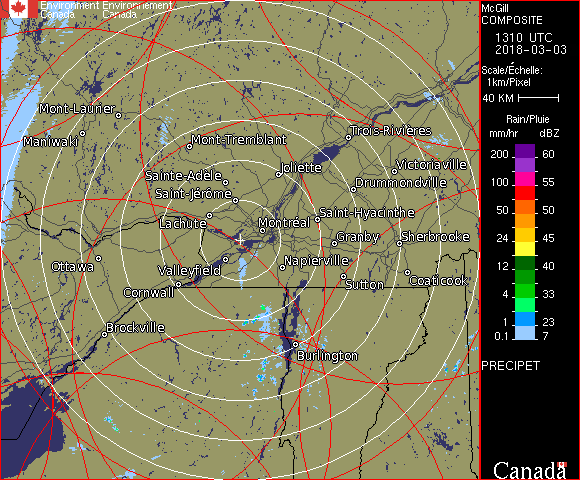 Environment Environnement
Canada Canada
McGill
COMPOSITE
1310 UTC
2018-03-03
Scale/Échelle:
1km/Pixel
40 KM
Rain/Pluie
mm/hr dBZ
200 60
155 55
100 55
50 50
24 45
12 40
4 33
1 23
0.1 7
PRECIPET
Canada
Mont-Laurier
Maniwaki
Mont-Tremblant
Trois-Rivières
Joliette
Victoriaville
Sainte-Adèle
Drummondville
Saint-Jérôme
Saint-Hyacinthe
Lachute
Montréal
Granby
Sherbrooke
Ottawa
Valleyfield
Napierville
Cornwall
Sutton
Coaticook
Brockville
Burlington